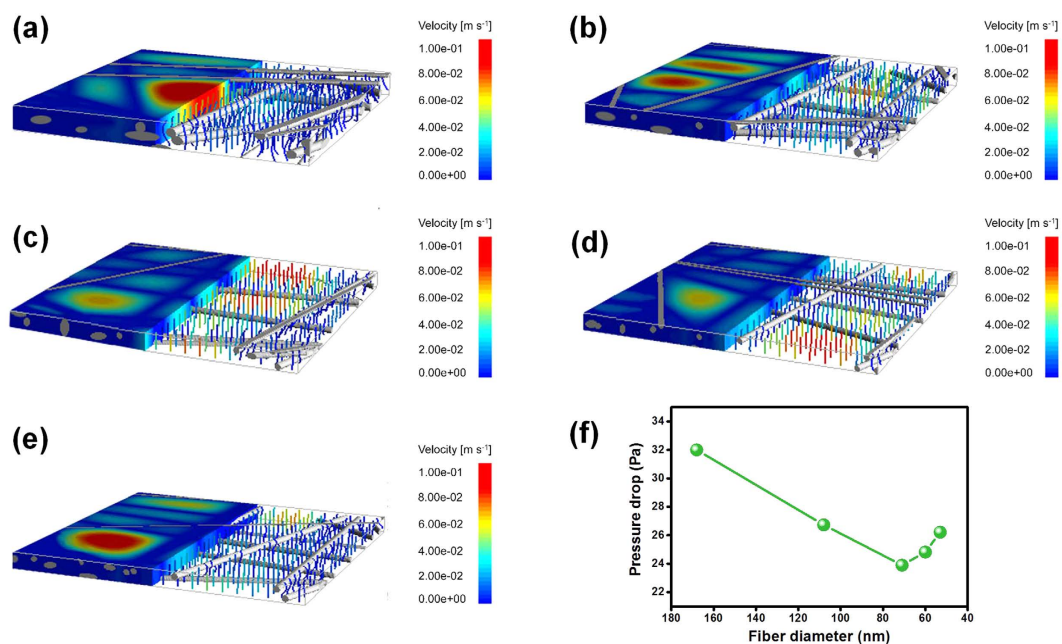 (a)
Velocity [m s⁻¹]
1.00e-01
8.00e-02
6.00e-02
4.00e-02
2.00e-02
0.00e+00
(b)
Velocity [m s⁻¹]
1.00e-01
8.00e-02
6.00e-02
4.00e-02
2.00e-02
0.00e+00
(c)
Velocity [m s⁻¹]
1.00e-01
8.00e-02
6.00e-02
4.00e-02
2.00e-02
0.00e+00
(d)
Velocity [m s⁻¹]
1.00e-01
8.00e-02
6.00e-02
4.00e-02
2.00e-02
0.00e+00
(e)
Velocity [m s⁻¹]
1.00e-01
8.00e-02
6.00e-02
4.00e-02
2.00e-02
0.00e+00
(f)
Pressure drop (Pa)
34
32
30
28
26
24
22
180 160 140 120 100 80 60 40
Fiber diameter (nm)